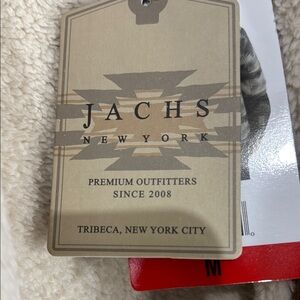 JACHS
NEW YORK
PREMIUM OUTFITTERS
SINCE 2008
TRIBECA, NEW YORK CITY
M